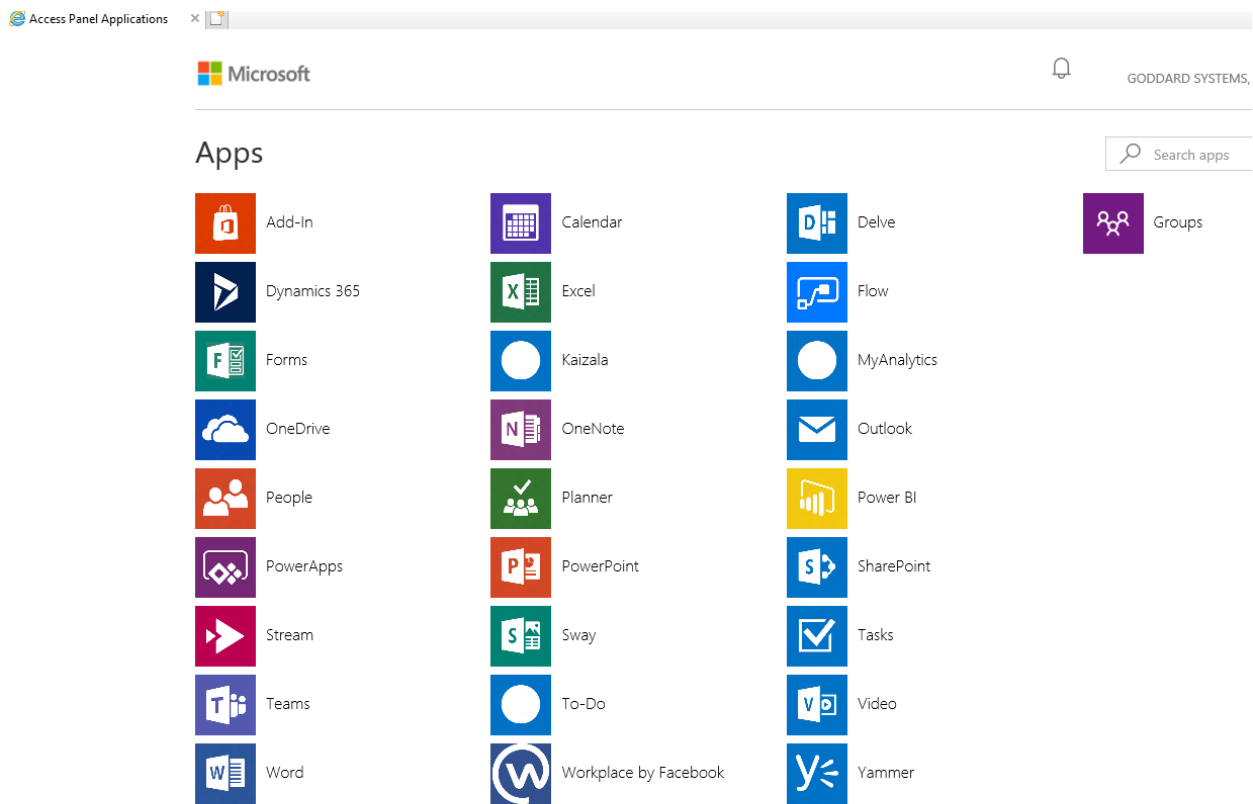 Access Panel Applications
Microsoft
GODDARD SYSTEMS,
Apps
Search apps
Add-In
Calendar
Delve
Groups
Dynamics 365
Excel
Flow
Forms
Kaizala
MyAnalytics
OneDrive
OneNote
Outlook
People
Planner
Power BI
PowerApps
PowerPoint
SharePoint
Stream
Sway
Tasks
Teams
To-Do
Video
Word
Workplace by Facebook
Yammer